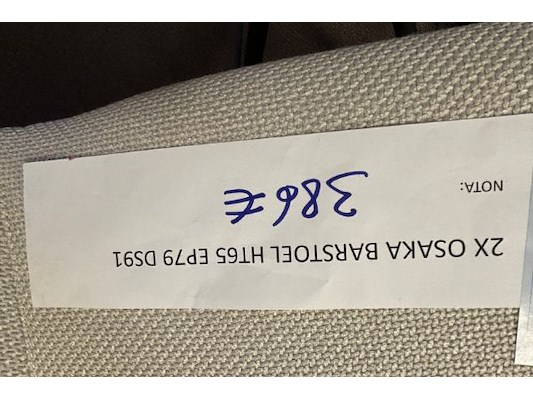 2X OSAKA BARSTOEL HT65 EP79 DS91
NOTA:
386 €